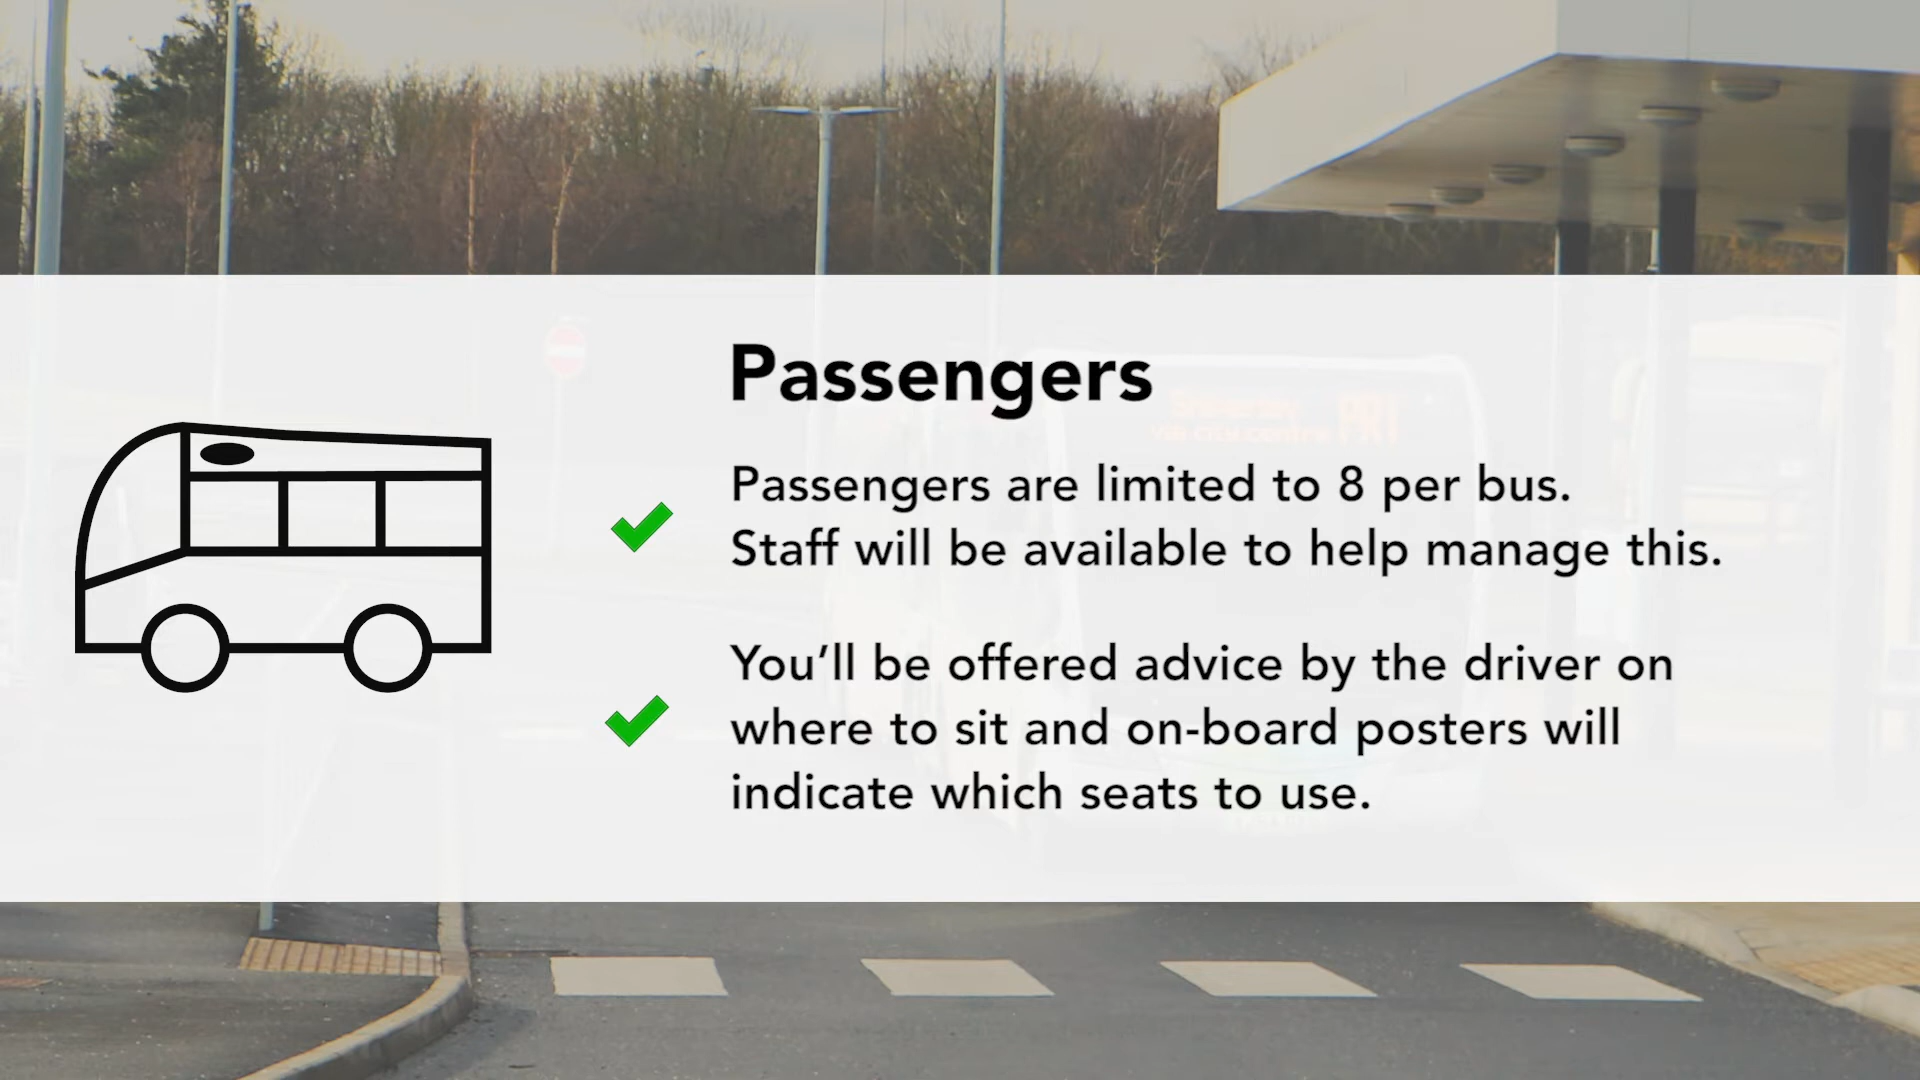 Passengers
Passengers are limited to 8 per bus.
Staff will be available to help manage this.
You’ll be offered advice by the driver on
where to sit and on-board posters will
indicate which seats to use.